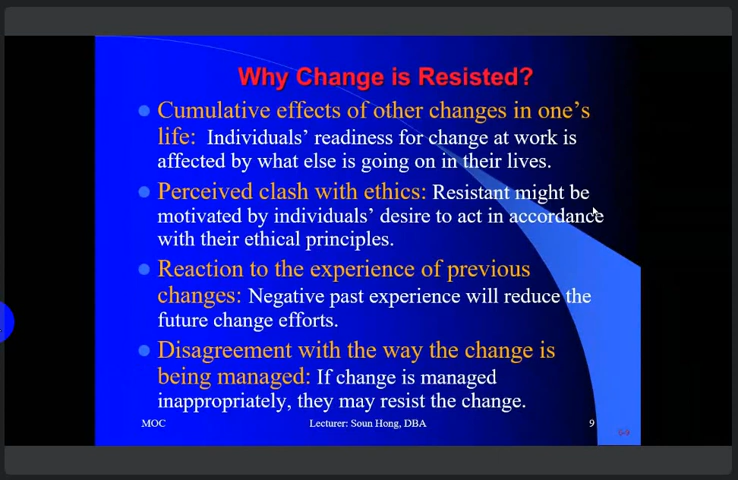 Why Change is Resisted?
Cumulative effects of other changes in one's
life: Individuals' readiness for change at work is
affected by what else is going on in their lives.
Perceived clash with ethics: Resistant might be
motivated by individuals' desire to act in accordance
with their ethical principles.
Reaction to the experience of previous
changes: Negative past experience will reduce the
future change efforts.
Disagreement with the way the change is
being managed: If change is managed
inappropriately, they may resist the change.
MOC Lecturer: Soun Hong, DBA 9